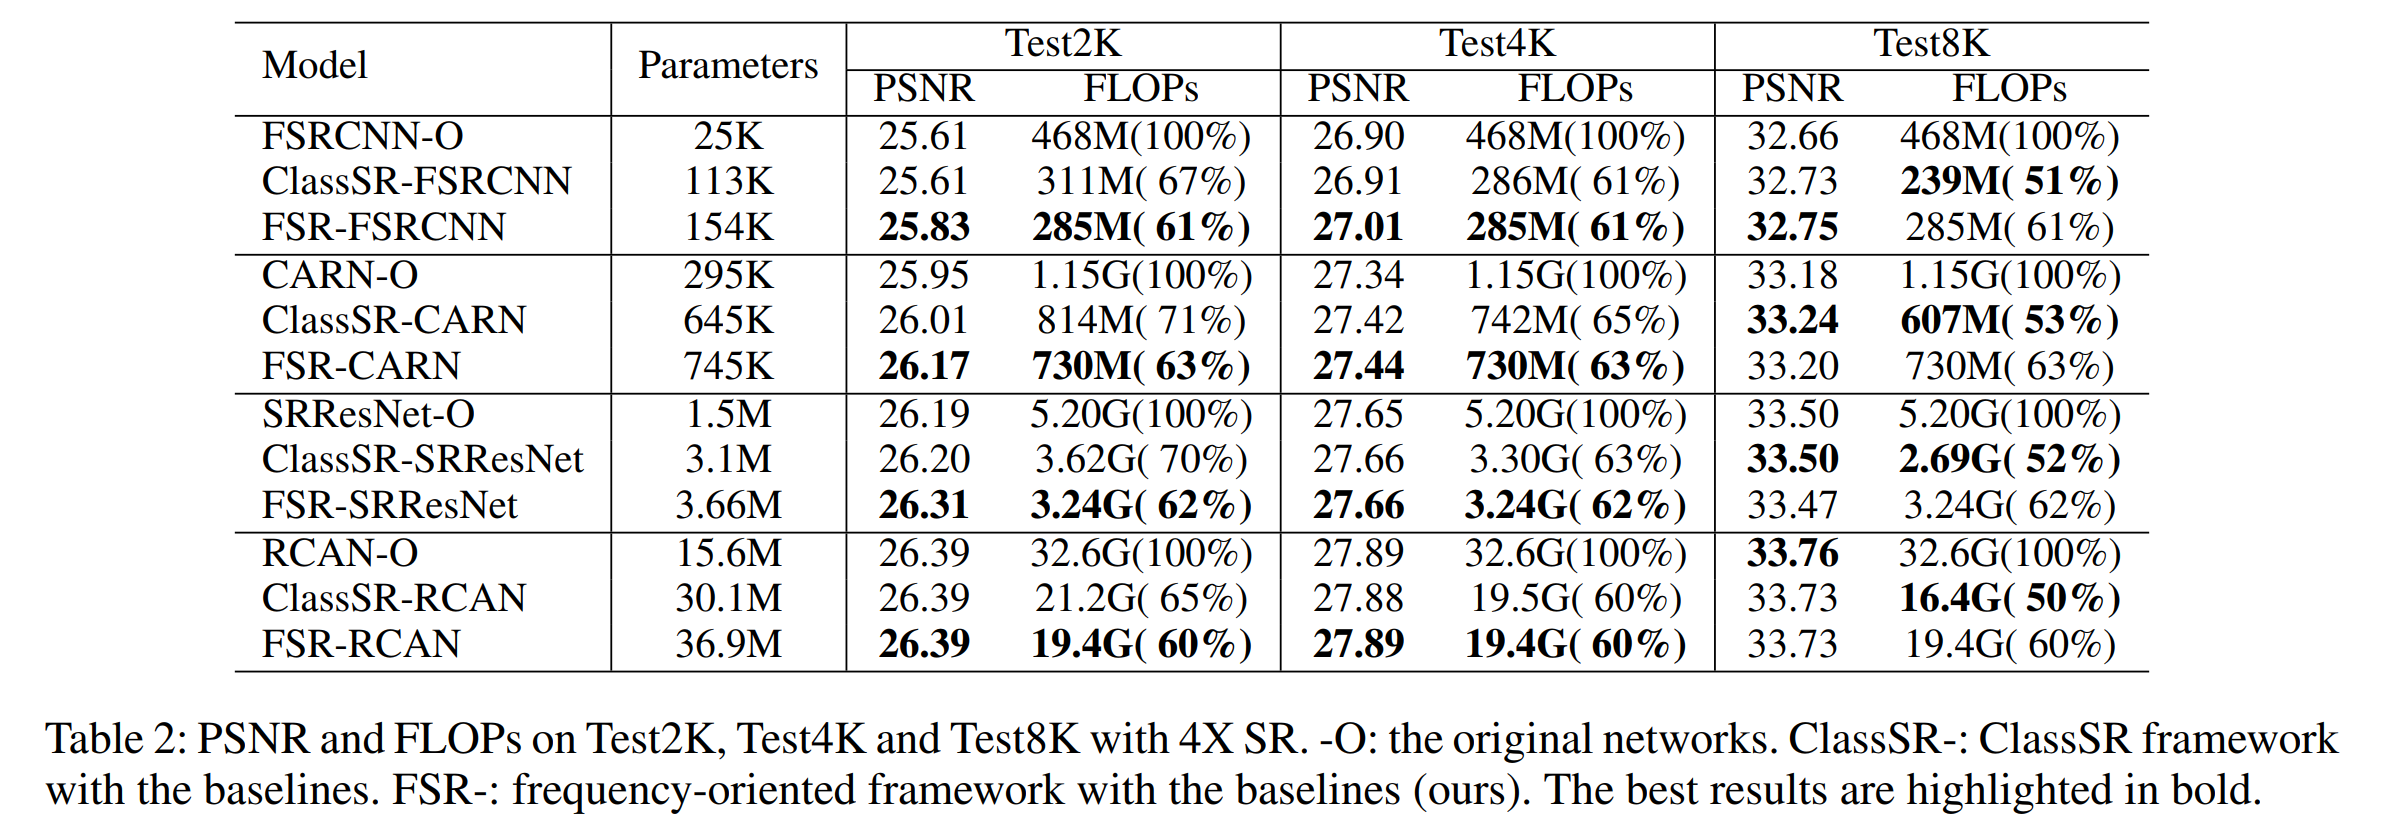 Model Parameters Test2K Test4K Test8K
PSNR FLOPs PSNR FLOPs PSNR FLOPs
FSRCNN-O 25K 25.61 468M(100%) 26.90 468M(100%) 32.66 468M(100%)
ClassSR-FSRCNN 113K 25.61 311M( 67%) 26.91 286M( 61%) 32.73 239M( 51%)
FSR-FSRCNN 154K 25.83 285M( 61%) 27.01 285M( 61%) 32.75 285M( 61%)
CARN-O 295K 25.95 1.15G(100%) 27.34 1.15G(100%) 33.18 1.15G(100%)
ClassSR-CARN 645K 26.01 814M( 71%) 27.42 742M( 65%) 33.24 607M( 53%)
FSR-CARN 745K 26.17 730M( 63%) 27.44 730M( 63%) 33.20 730M( 63%)
SRResNet-O 1.5M 26.19 5.20G(100%) 27.65 5.20G(100%) 33.50 5.20G(100%)
ClassSR-SRResNet 3.1M 26.20 3.62G( 70%) 27.66 3.30G( 63%) 33.50 2.69G( 52%)
FSR-SRResNet 3.66M 26.31 3.24G( 62%) 27.66 3.24G( 62%) 33.47 3.24G( 62%)
RCAN-O 15.6M 26.39 32.6G(100%) 27.89 32.6G(100%) 33.76 32.6G(100%)
ClassSR-RCAN 30.1M 26.39 21.2G( 65%) 27.88 19.5G( 60%) 33.73 16.4G( 50%)
FSR-RCAN 36.9M 26.39 19.4G( 60%) 27.89 19.4G( 60%) 33.73 19.4G( 60%)
Table 2: PSNR and FLOPs on Test2K, Test4K and Test8K with 4X SR. -O: the original networks. ClassSR-: ClassSR framework
with the baselines. FSR-: frequency-oriented framework with the baselines (ours). The best results are highlighted in bold.